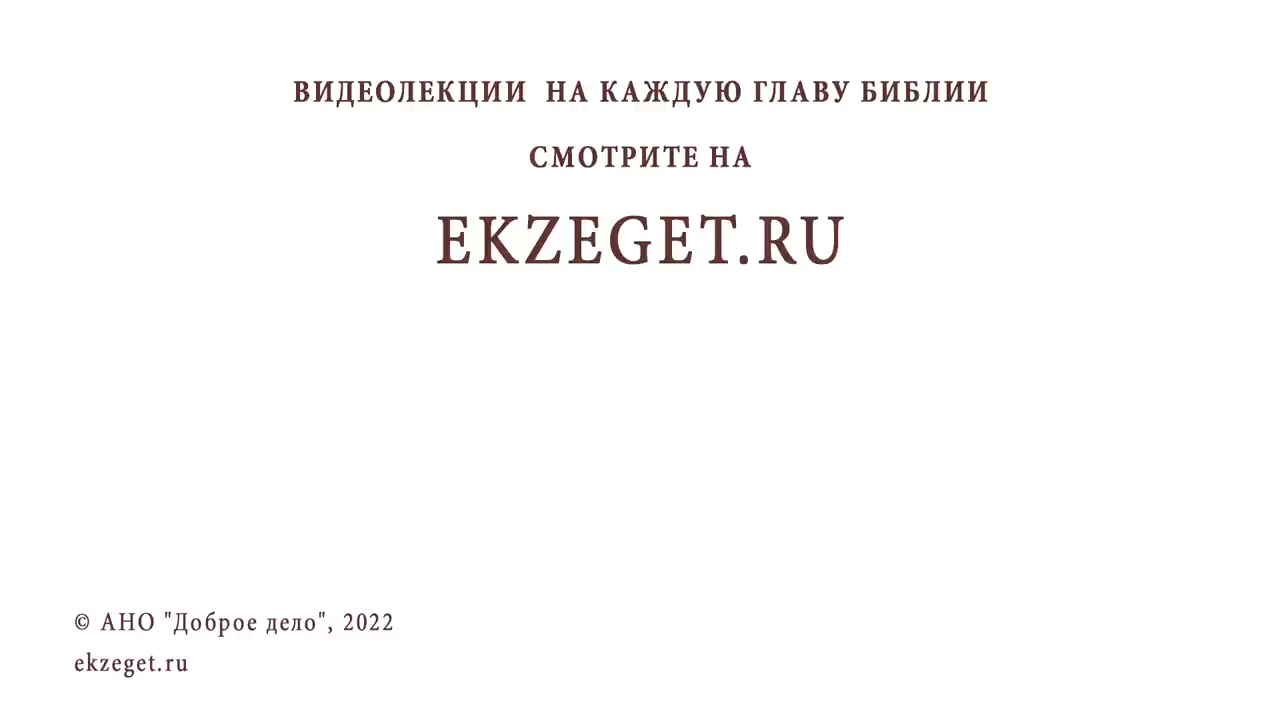 ВИДЕОЛЕКЦИИ НА КАЖДУЮ ГЛАВУ БИБЛИИ
СМОТРИТЕ НА
EKZEGET.RU
© АНО "Доброе дело", 2022
ekzeget.ru